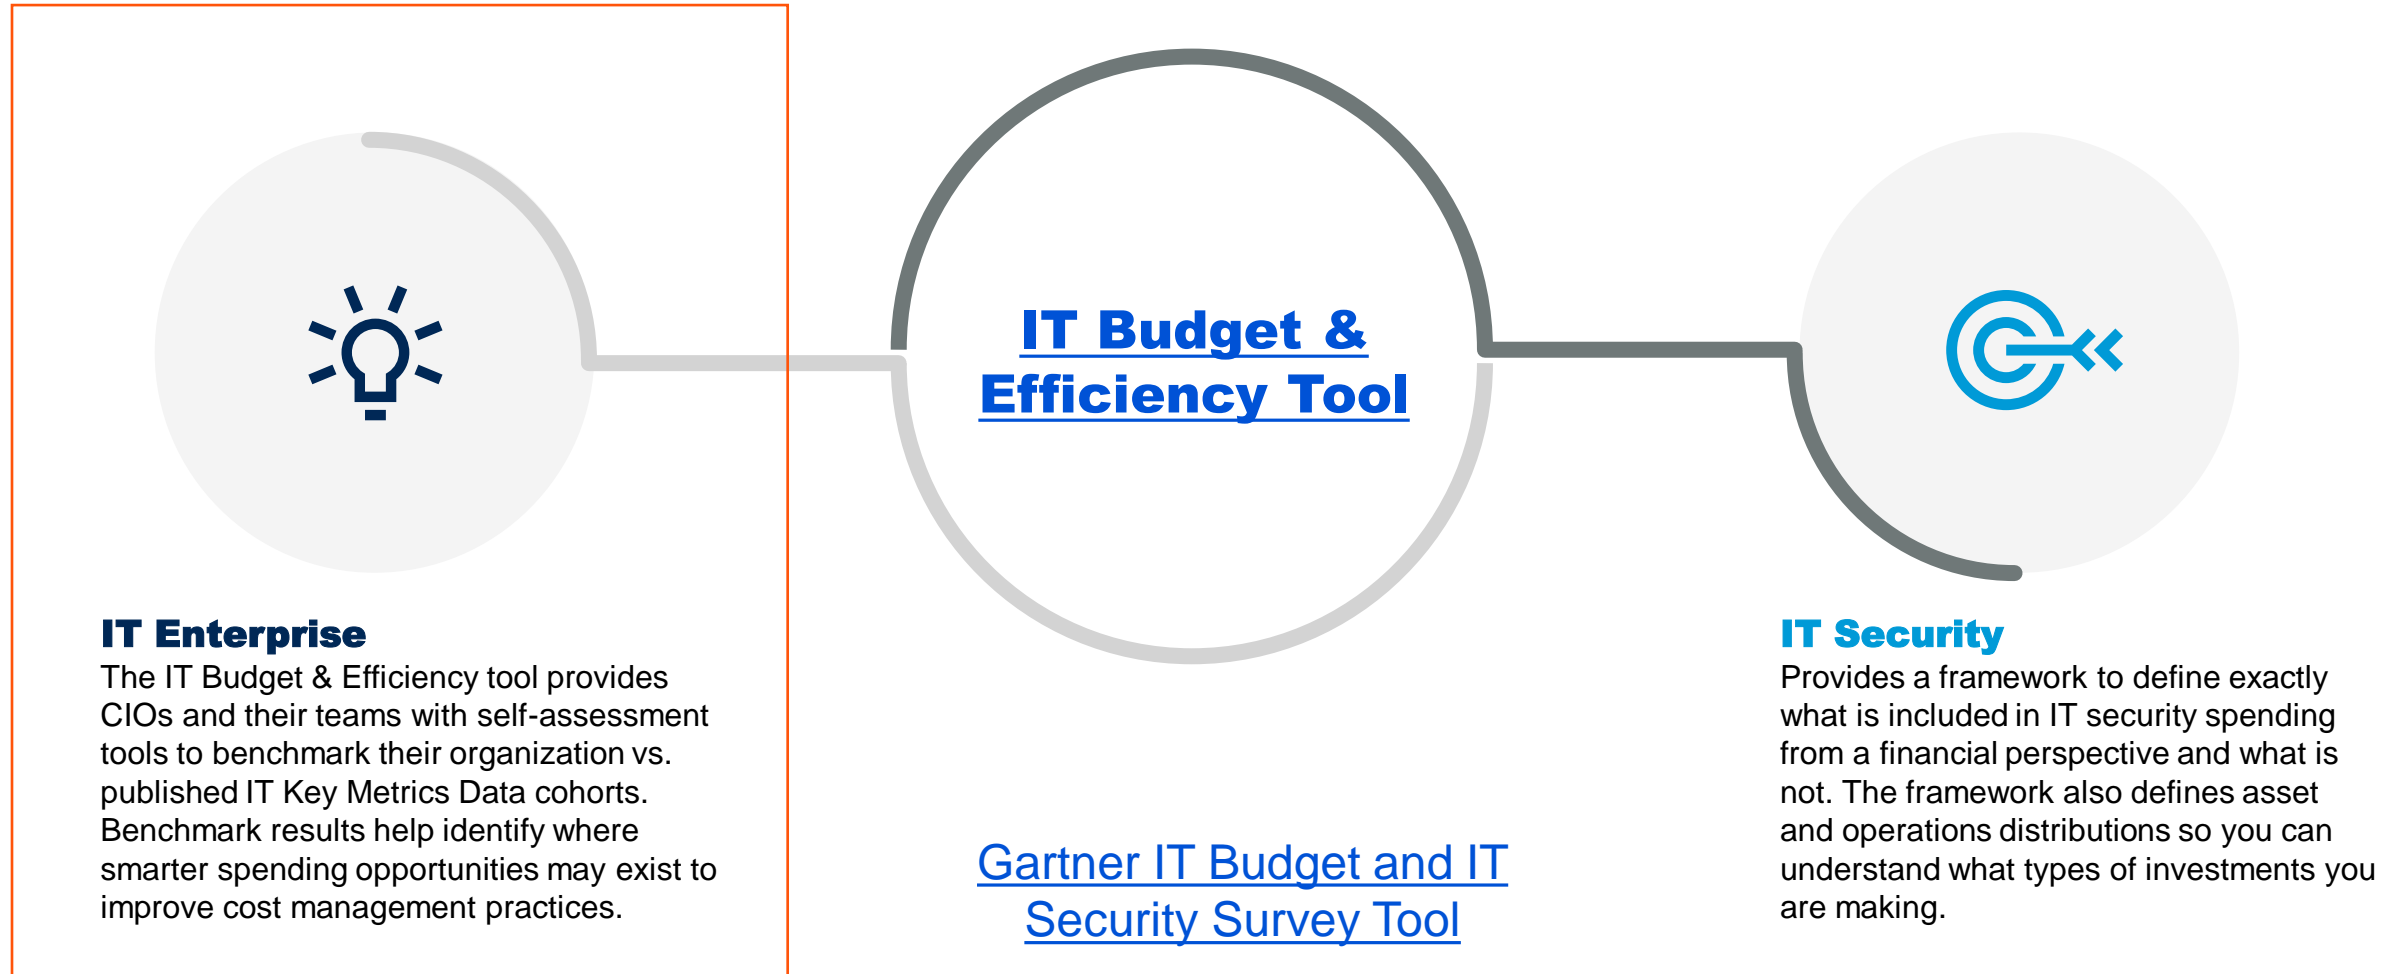 IT Budget &
Efficiency Tool
IT Enterprise
The IT Budget & Efficiency tool provides
CIOs and their teams with self-assessment
tools to benchmark their organization vs.
published IT Key Metrics Data cohorts.
Benchmark results help identify where
smarter spending opportunities may exist to
improve cost management practices.
Gartner IT Budget and IT
Security Survey Tool
IT Security
Provides a framework to define exactly
what is included in IT security spending
from a financial perspective and what is
not. The framework also defines asset
and operations distributions so you can
understand what types of investments you
are making.